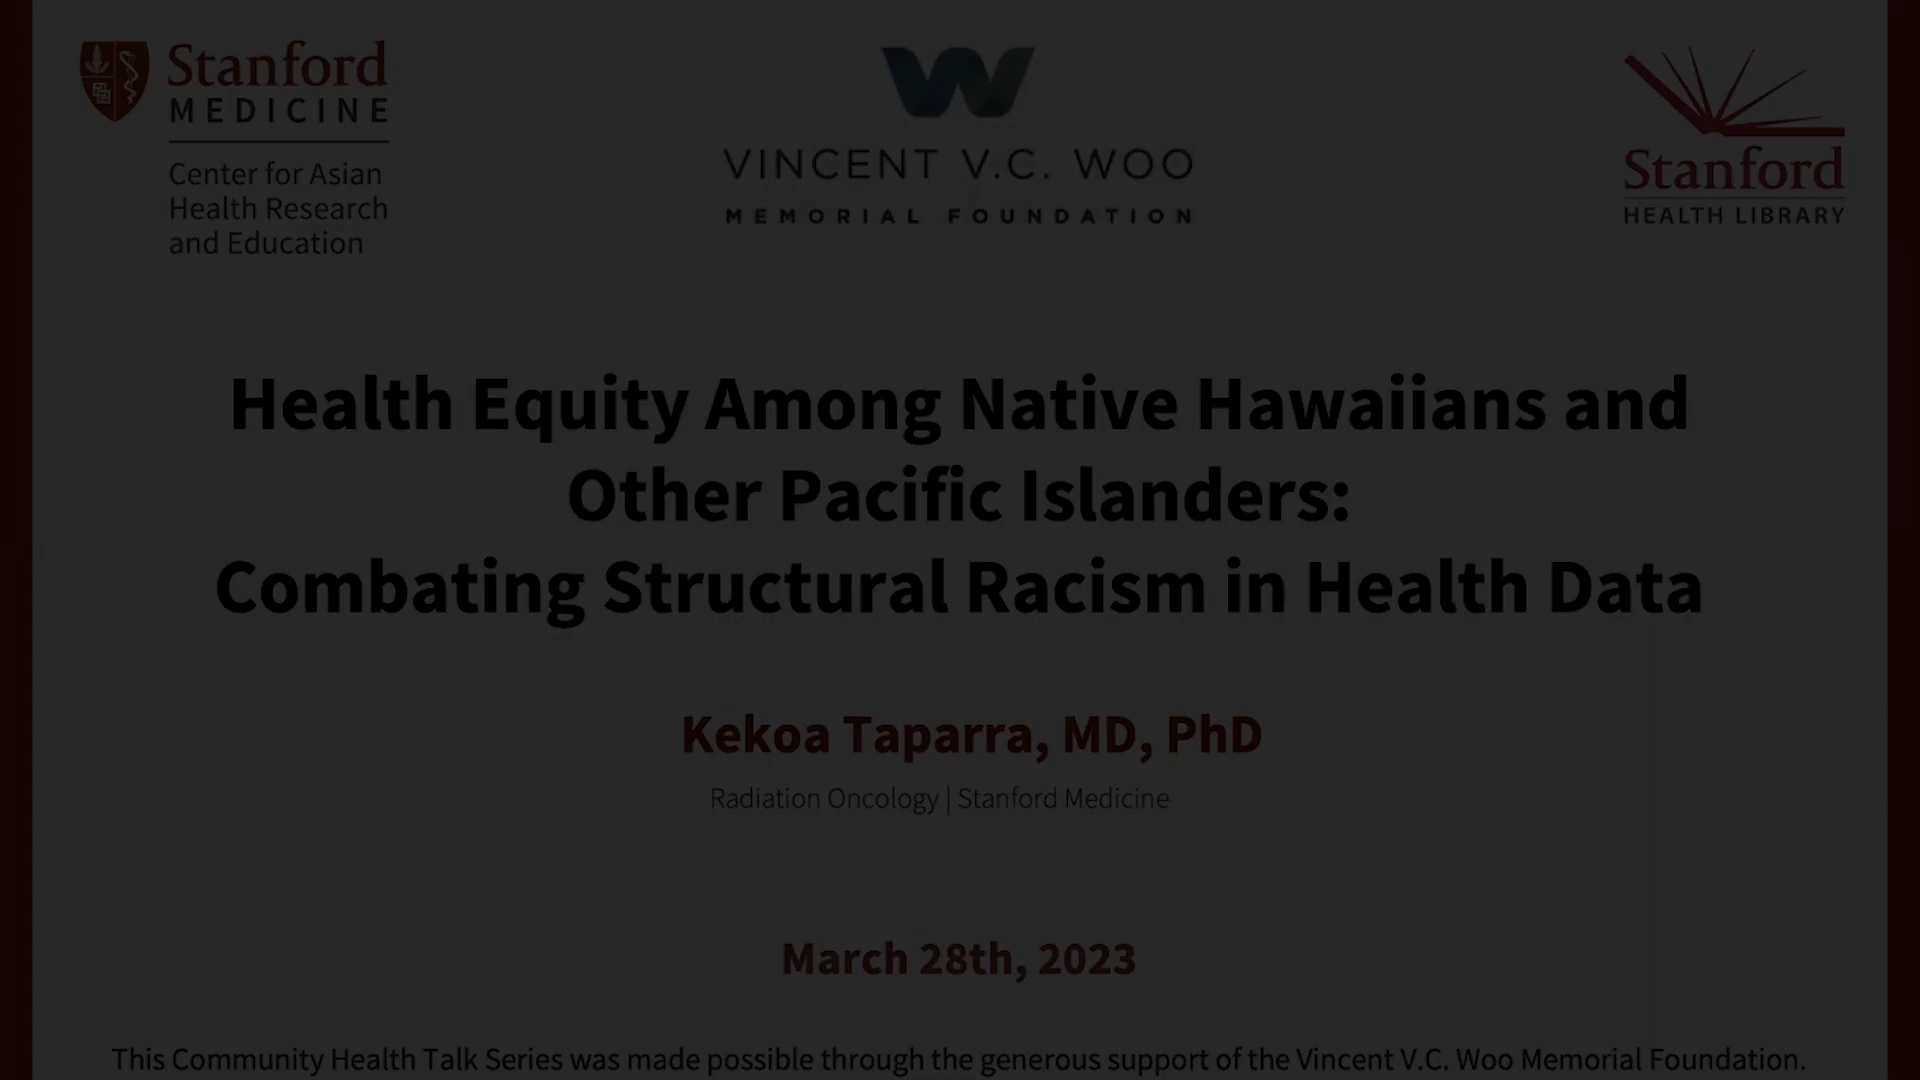 Stanford
MEDICINE
Center for Asian
Health Research
and Education
VINCENT V.C. WOO
MEMORIAL FOUNDATION
Stanford
HEALTH LIBRARY
Health Equity Among Native Hawaiians and
Other Pacific Islanders:
Combating Structural Racism in Health Data
Kekoa Taparra, MD, PhD
Radiation Oncology | Stanford Medicine
March 28th, 2023
This Community Health Talk Series was made possible through the generous support of the Vincent V.C. Woo Memorial Foundation.